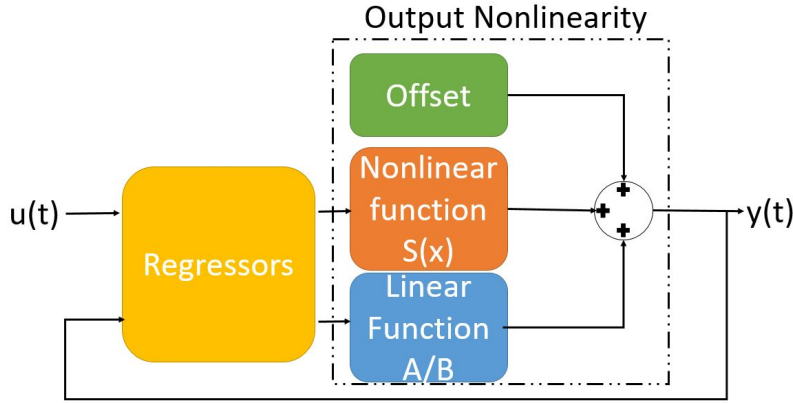 Output Nonlinearity
Offset
Nonlinear
function
S(x)
u(t)
y(t)
Regressors
Linear
Function
A/B